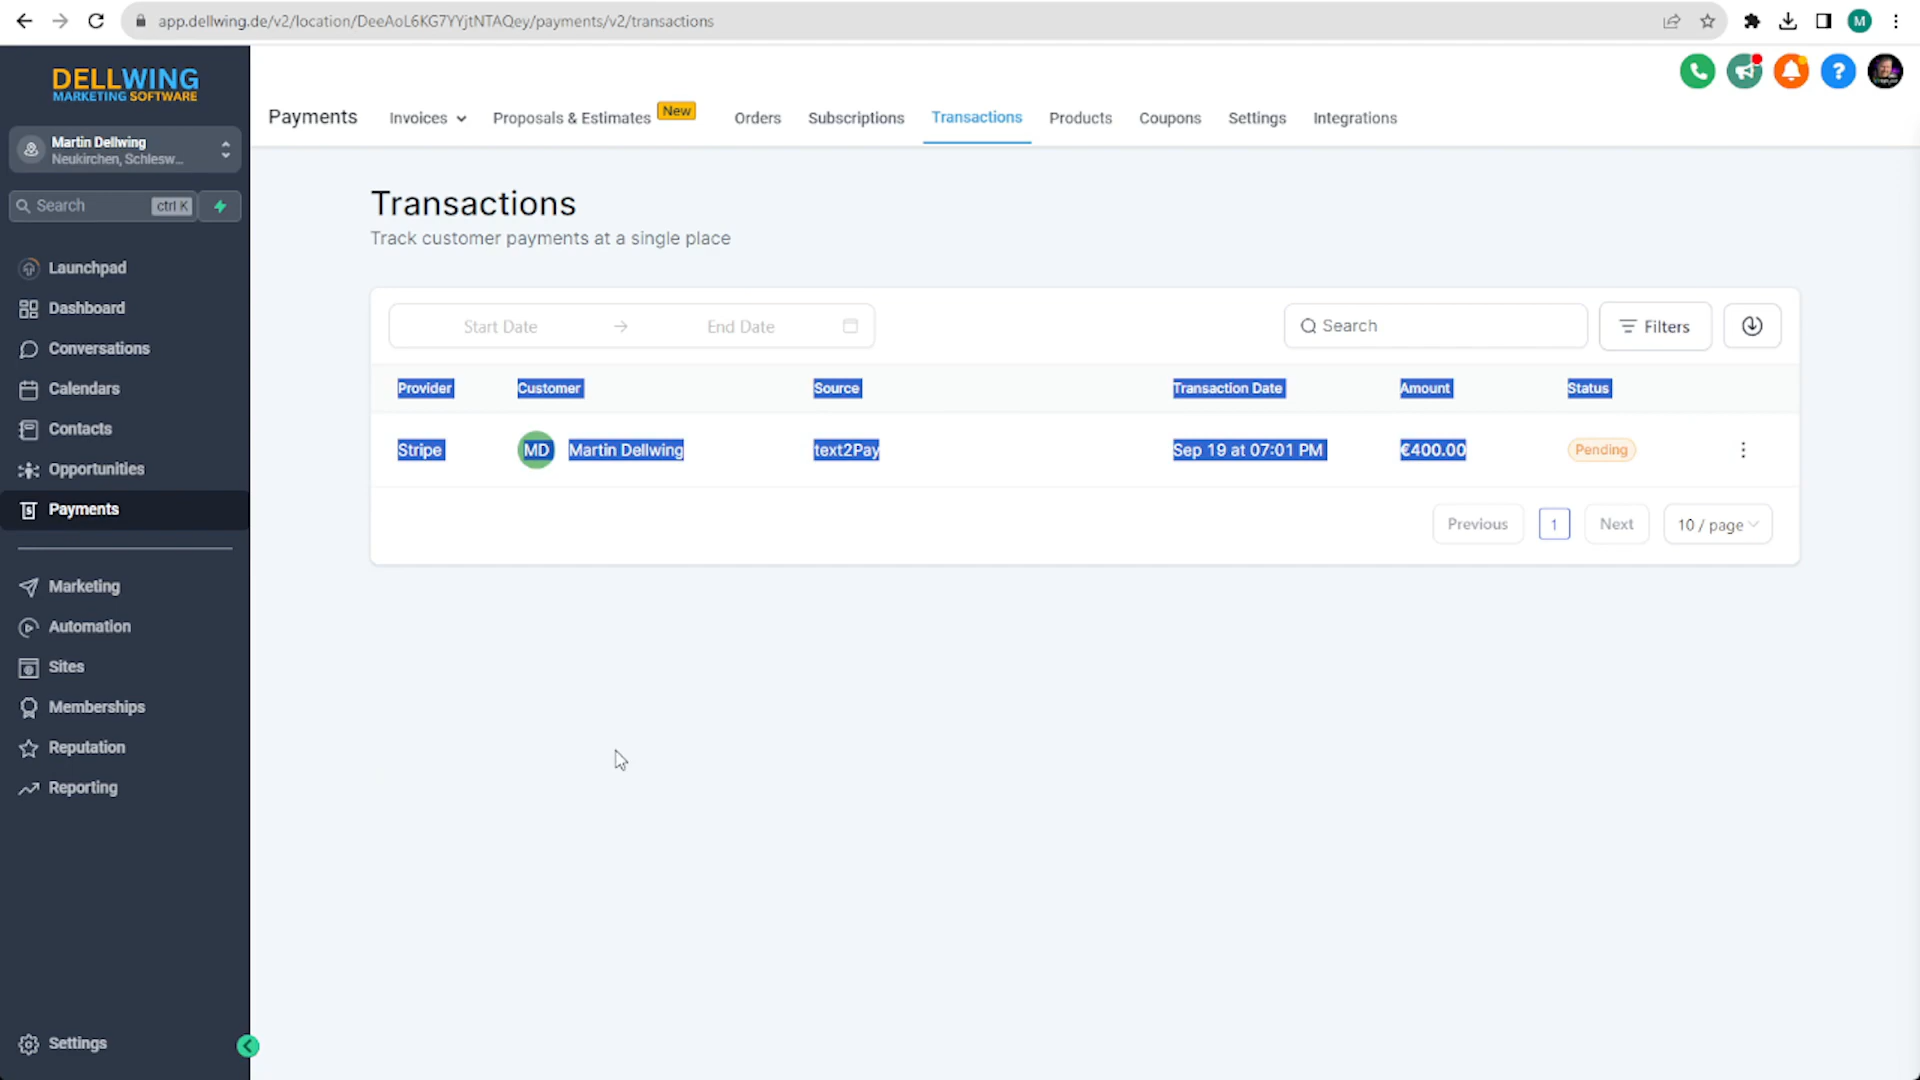 app.dellwing.de/v2/location/DeeAoL6KG7YYjtNTAQey/payments/v2/transactions
M
DELLWING
MARKETING SOFTWARE
Martin Dellwing
Neukirchen, Schlesw...
Search ctrl K
Launchpad
Dashboard
Conversations
Calendars
Contacts
Opportunities
Payments
Marketing
Automation
Sites
Memberships
Reputation
Reporting
Settings
Payments Invoices Proposals & Estimates New Orders Subscriptions Transactions Products Coupons Settings Integrations
Transactions
Track customer payments at a single place
Start Date → End Date Search Filters
Provider Customer Source Transaction Date Amount Status
Stripe MD Martin Dellwing text2Pay Sep 19 at 07:01 PM €400.00 Pending
Previous 1 Next 10 / page